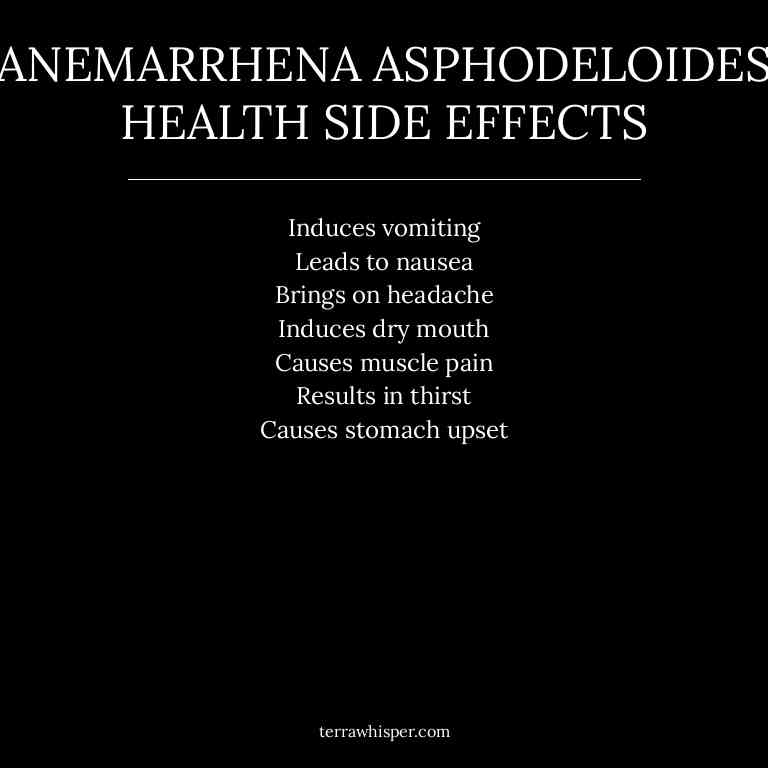 ANEMARRHENA ASPHODELOIDES
HEALTH SIDE EFFECTS
Induces vomiting
Leads to nausea
Brings on headache
Induces dry mouth
Causes muscle pain
Results in thirst
Causes stomach upset
terrawhisper.com